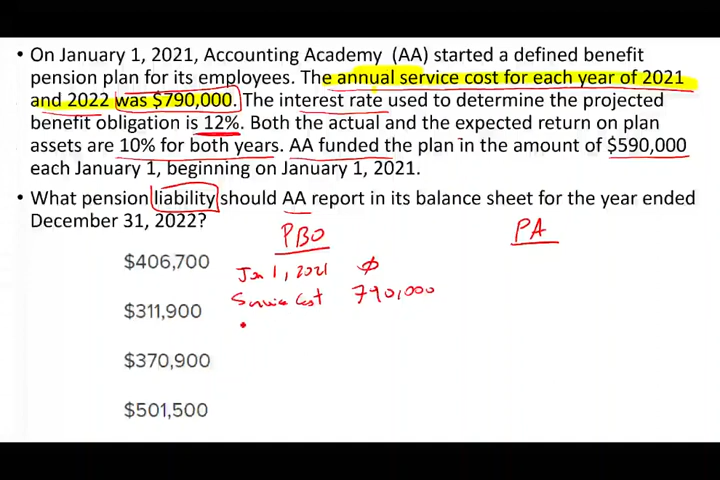 • On January 1, 2021, Accounting Academy (AA) started a defined benefit
pension plan for its employees. The annual service cost for each year of 2021
and 2022 was $790,000. The interest rate used to determine the projected
benefit obligation is 12%. Both the actual and the expected return on plan
assets are 10% for both years. AA funded the plan in the amount of $590,000
each January 1, beginning on January 1, 2021.
• What pension liability should AA report in its balance sheet for the year ended
December 31, 2022?
PBO PA
$406,700
Jan 1, 2021 ∅
Service Cost 790,000
$311,900
$370,900
$501,500